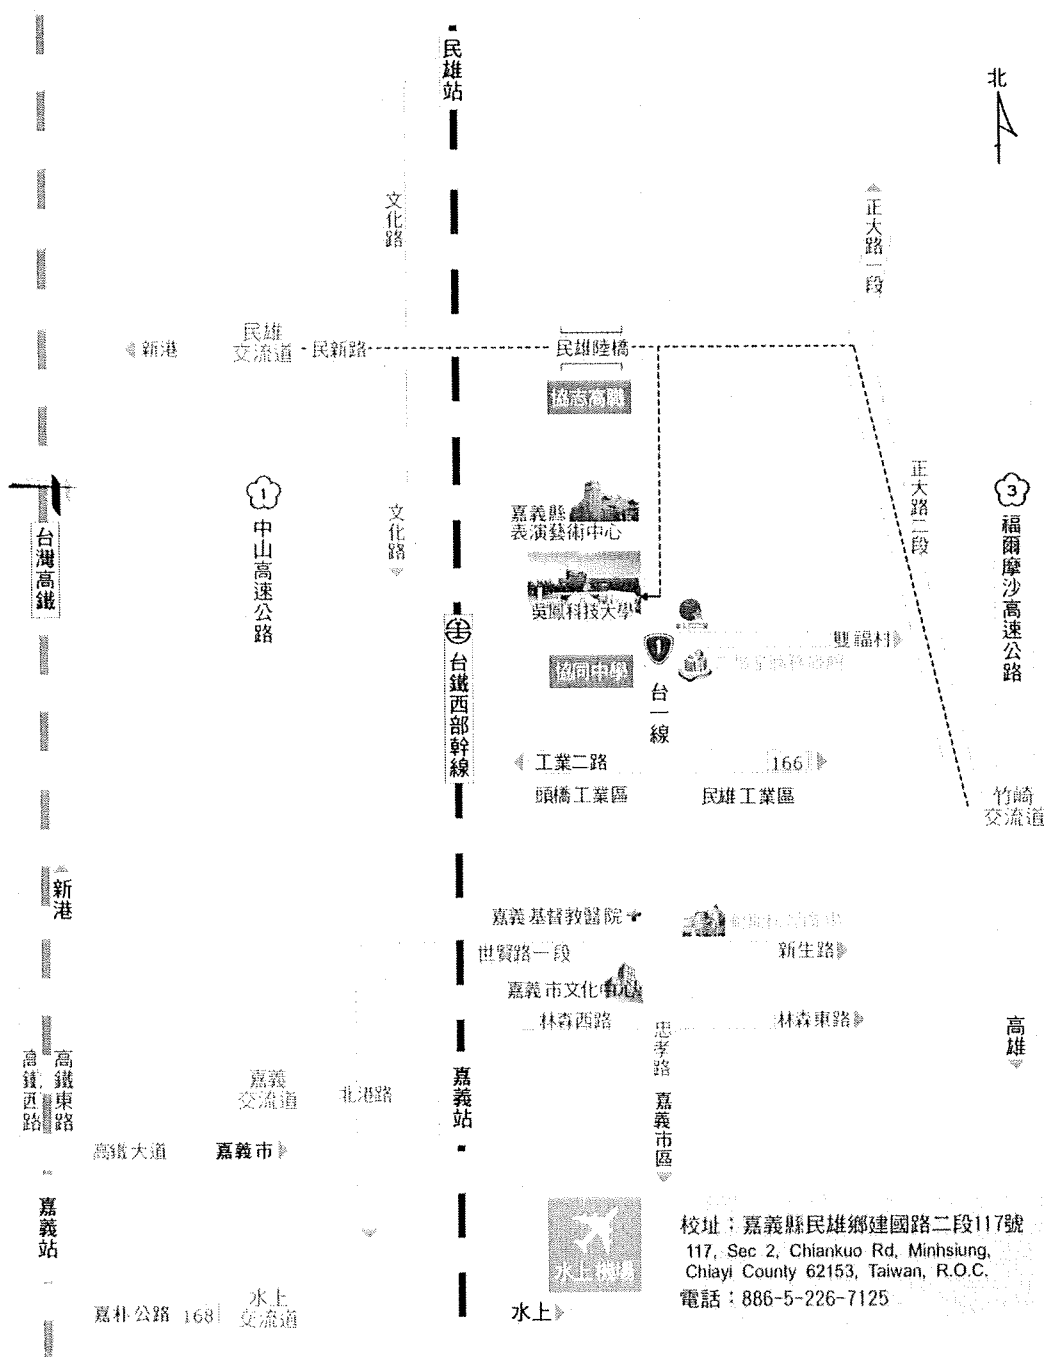 民雄站
北
文化路
正大路一段
新港
民雄
交流道
民新路
民雄陸橋
協志高職
1
中山高速公路
文化路
嘉義縣
表演藝術中心
正大路二段
3
福爾摩沙高速公路
台灣高鐵
吳鳳科技大學
台鐵西部幹線
1
台一線
雙福村
協同中學
工業二路
166
頭橋工業區
民雄工業區
竹崎
交流道
新港
嘉義基督教醫院
世賢路一段
新生路
嘉義市文化中心
林森西路
林森東路
高雄
高鐵西路
高鐵東路
嘉義
交流道
北港路
嘉義站
忠孝路
嘉義市區
高鐵大道
嘉義市
嘉義站
水上機場
校址：嘉義縣民雄鄉建國路二段117號
117, Sec 2, Chiankuo Rd, Minhsiung,
Chiayi County 62153, Taiwan, R.O.C.
電話：886-5-226-7125
嘉朴公路
168
水上
交流道
水上